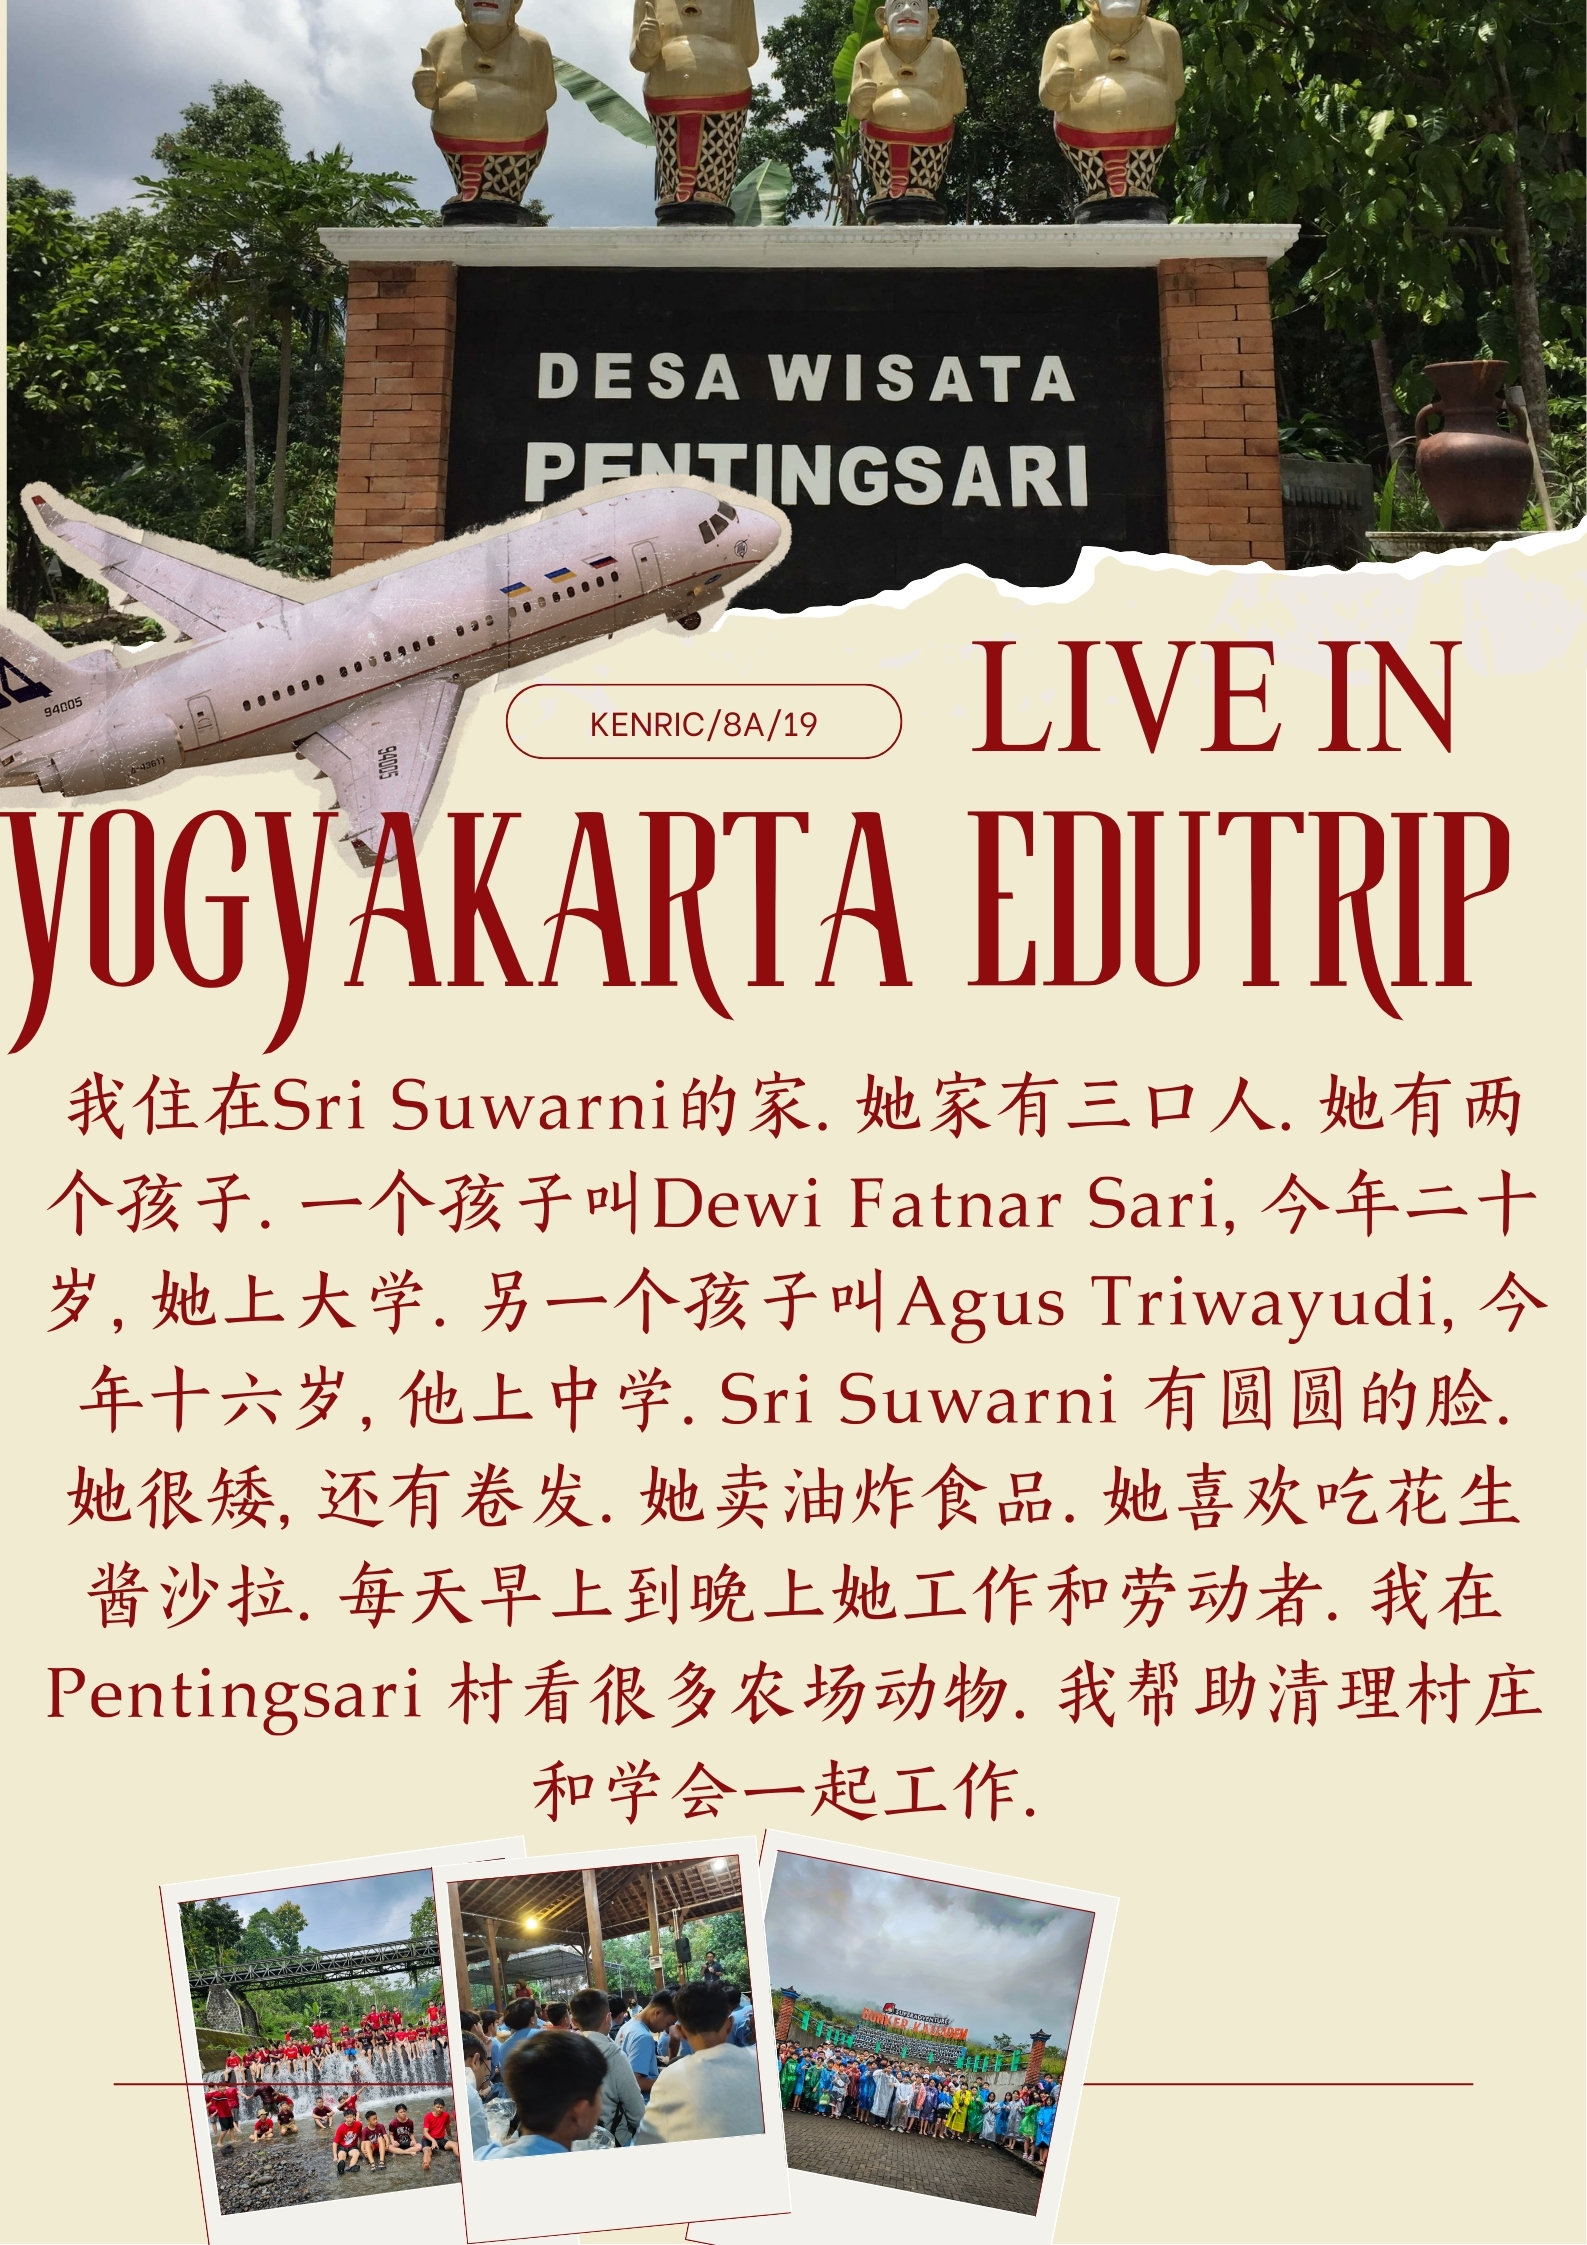 DESA WISATA
PENTINGSARI
94005
94005
KENRIC/8A/19
LIVE IN
YOGYAKARTA EDUTRIP
我住在Sri Suwarni的家. 她家有三口人. 她有两
个孩子. 一个孩子叫Dewi Fatnar Sari, 今年二十
岁, 她上大学. 另一个孩子叫Agus Triwayudi, 今
年十六岁, 他上中学. Sri Suwarni 有圆圆的脸.
她很矮, 还有卷发. 她卖油炸食品. 她喜欢吃花生
酱沙拉. 每天早上到晚上她工作和劳动者. 我在
Pentingsari 村看很多农场动物. 我帮助清理村庄
和学会一起工作.
BUNKER KALIADEM